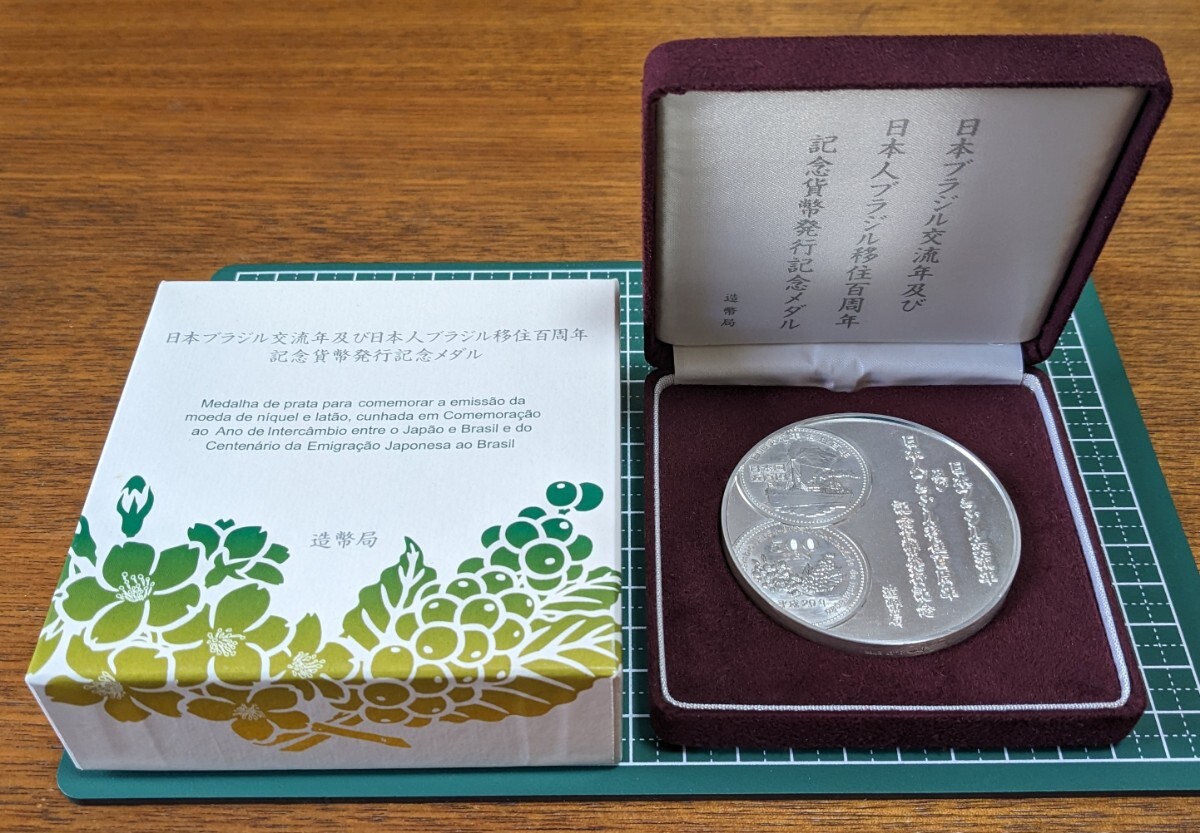 日本ブラジル交流年及び日本人ブラジル移住百周年
記念貨幣発行記念メダル
Medalha de prata para comemorar a emissão da
moeda de níquel e latão, cunhada em Comemoração
ao Ano de Intercâmbio entre o Japão e Brasil e do
Centenário da Emigração Japonesa ao Brasil
造幣局
日本ブラジル交流年及び
日本人ブラジル移住百周年
記念貨幣発行記念メダル
造幣局